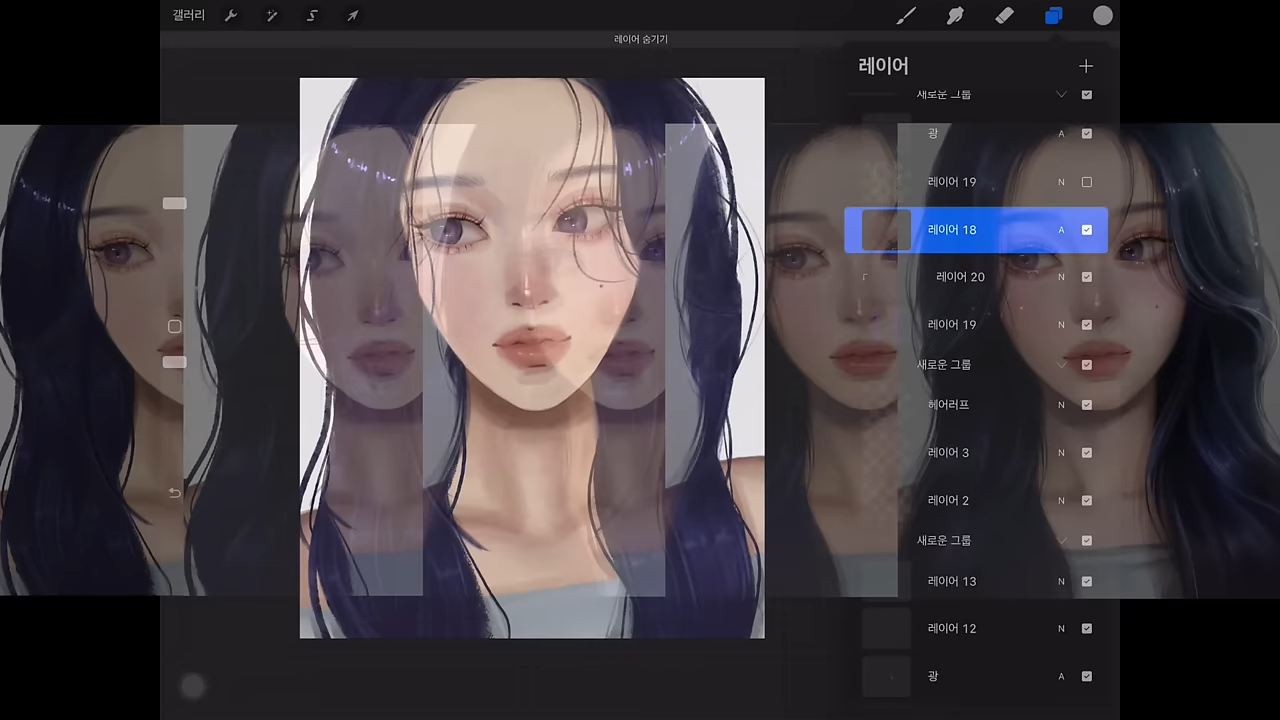 갤러리
레이어 숨기기
레이어
새로운 그룹
광 A
레이어 19 N
레이어 18 A
레이어 20 N
레이어 19 N
새로운 그룹
헤어러프 N
레이어 3 N
레이어 2 N
새로운 그룹
레이어 13 N
레이어 12 N
광 A